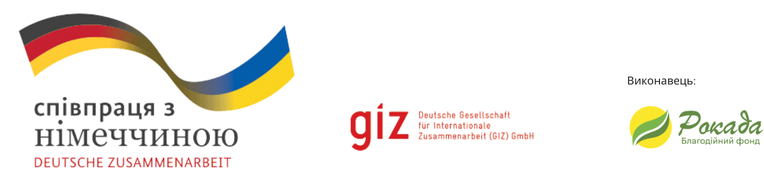 співпраця з
німеччиною
DEUTSCHE ZUSAMMENARBEIT
giz
Deutsche Gesellschaft
für Internationale
Zusammenarbeit (GIZ) GmbH
Виконавець:
Рокада
Благодійний фонд